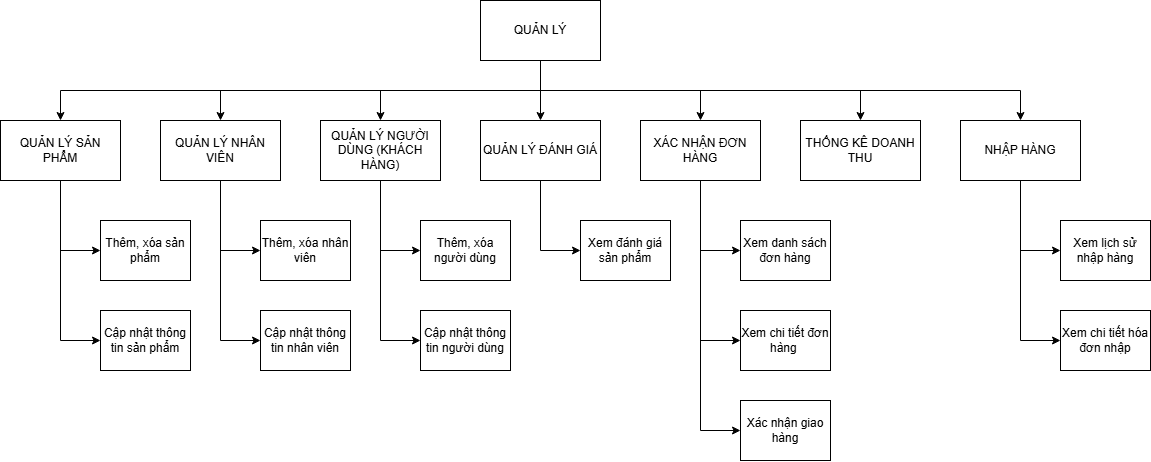 QUẢN LÝ
QUẢN LÝ SẢN
PHẨM
QUẢN LÝ NHÂN
VIÊN
QUẢN LÝ NGƯỜI
DÙNG (KHÁCH
HÀNG)
QUẢN LÝ ĐÁNH GIÁ
XÁC NHẬN ĐƠN
HÀNG
THỐNG KÊ DOANH
THU
NHẬP HÀNG
Thêm, xóa sản
phẩm
Thêm, xóa nhân
viên
Thêm, xóa
người dùng
Xem đánh giá
sản phẩm
Xem danh sách
đơn hàng
Xem lịch sử
nhập hàng
Cập nhật thông
tin sản phẩm
Cập nhật thông
tin nhân viên
Cập nhật thông
tin người dùng
Xem chi tiết đơn
hàng
Xem chi tiết hóa
đơn nhập
Xác nhận giao
hàng